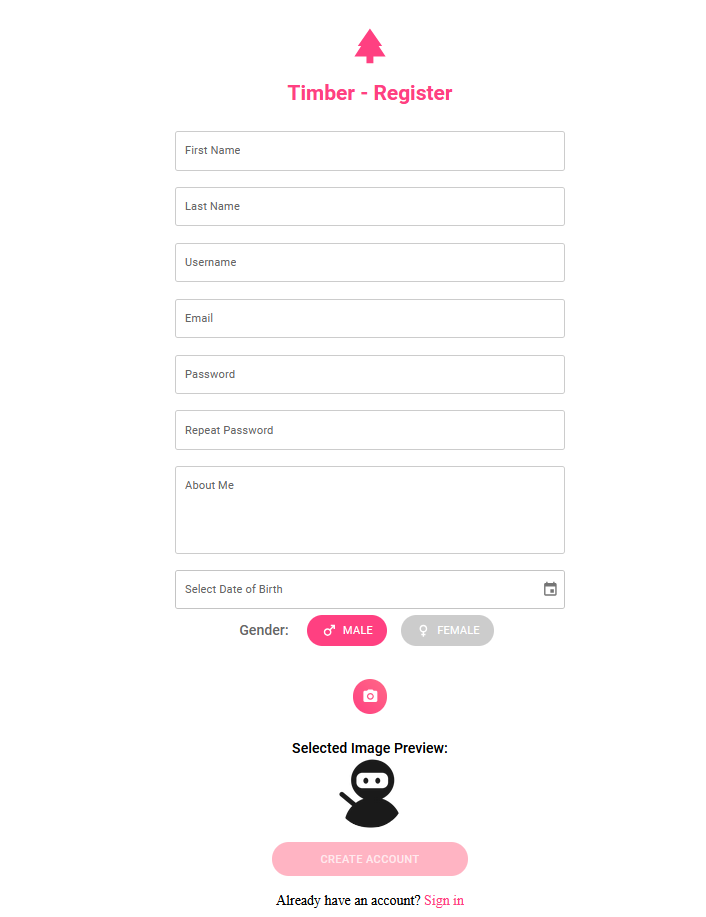 Timber - Register
First Name
Last Name
Username
Email
Password
Repeat Password
About Me
Select Date of Birth
Gender: MALE FEMALE
Selected Image Preview:
CREATE ACCOUNT
Already have an account? Sign in